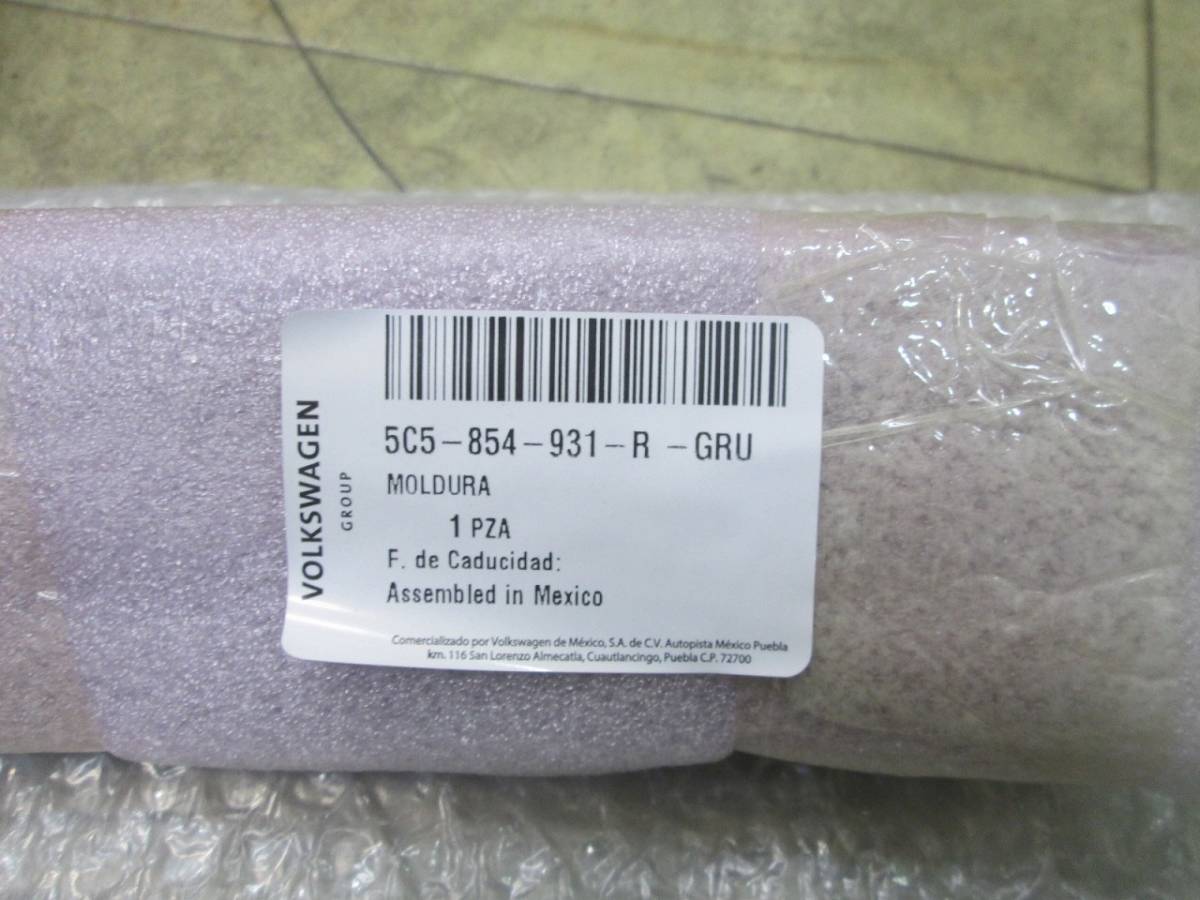 VOLKSWAGEN
GROUP
5C5-854-931-R -GRU
MOLDURA
1 PZA
F. de Caducidad:
Assembled in Mexico
Comercializado por Volkswagen de México, S.A. de C.V. Autopista México Puebla
km. 116 San Lorenzo Almecatla, Cuautlancingo, Puebla C.P. 72700